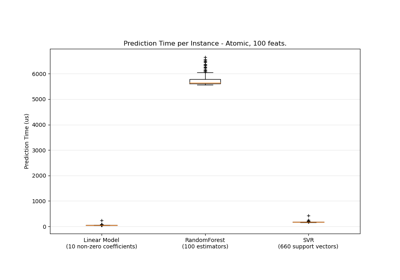 Prediction Time per Instance - Atomic, 100 feats.
Prediction Time (us)
6000
5000
4000
3000
2000
1000
0
Linear Model
(10 non-zero coefficients)
RandomForest
(100 estimators)
SVR
(660 support vectors)